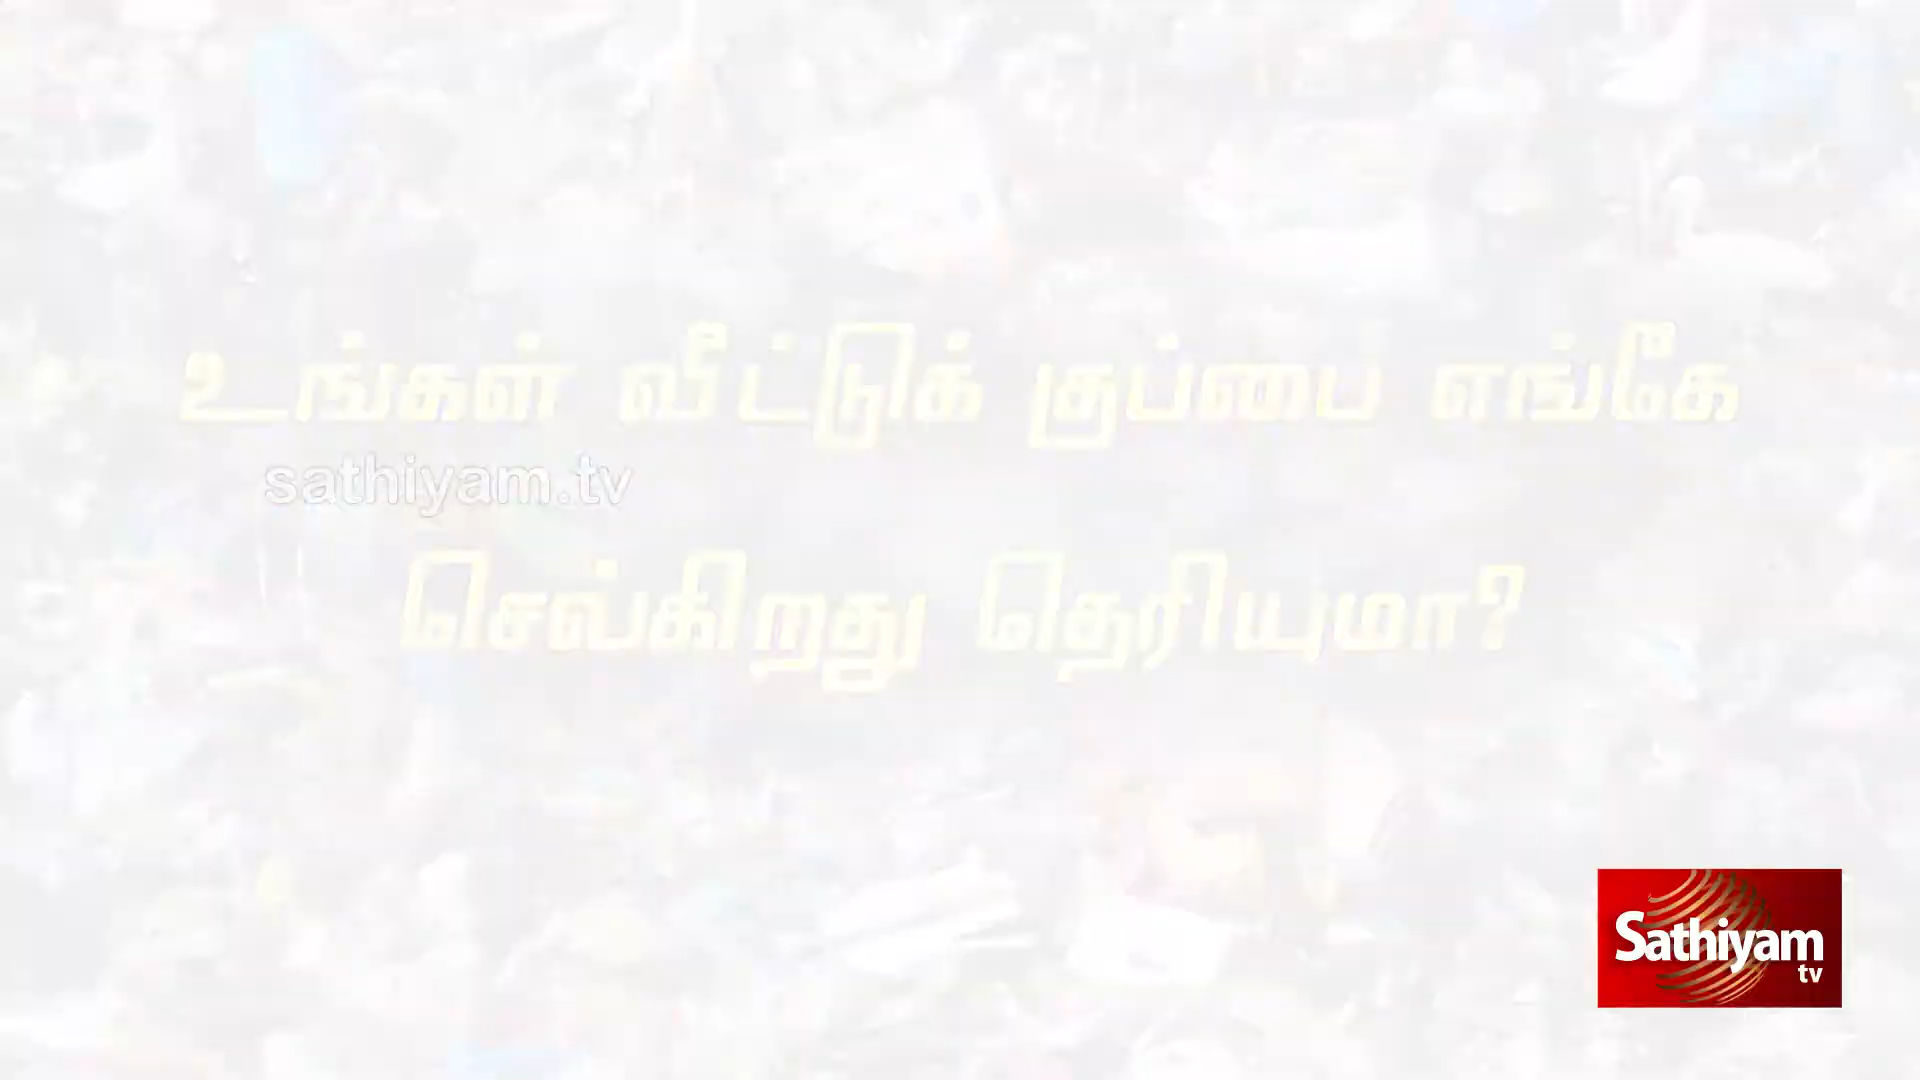 உங்கள் வீட்டுக் குப்பை எங்கே
sathiyam.tv
செல்கிறது தெரியுமா?
Sathiyam
tv